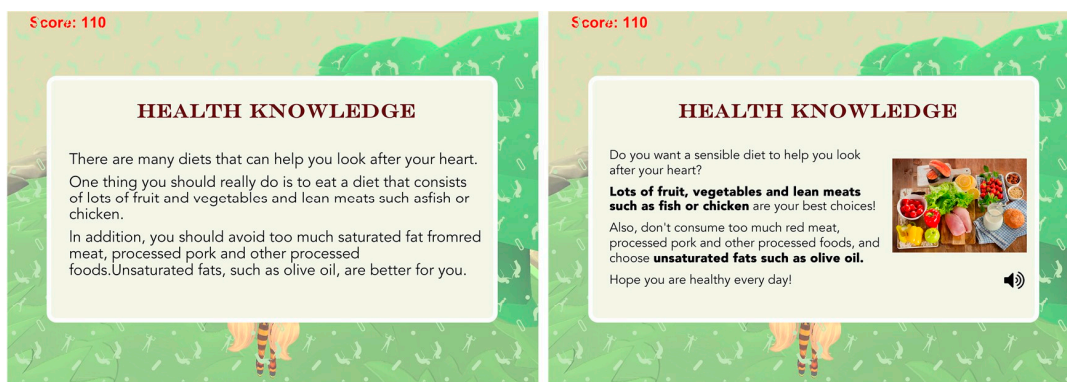 Score: 110
HEALTH KNOWLEDGE
There are many diets that can help you look after your heart.
One thing you should really do is to eat a diet that consists
of lots of fruit and vegetables and lean meats such asfish or
chicken.
In addition, you should avoid too much saturated fat fromred
meat, processed pork and other processed
foods.Unsaturated fats, such as olive oil, are better for you.
Score: 110
HEALTH KNOWLEDGE
Do you want a sensible diet to help you look
after your heart?
Lots of fruit, vegetables and lean meats
such as fish or chicken are your best choices!
Also, don't consume too much red meat,
processed pork and other processed foods, and
choose unsaturated fats such as olive oil.
Hope you are healthy every day!